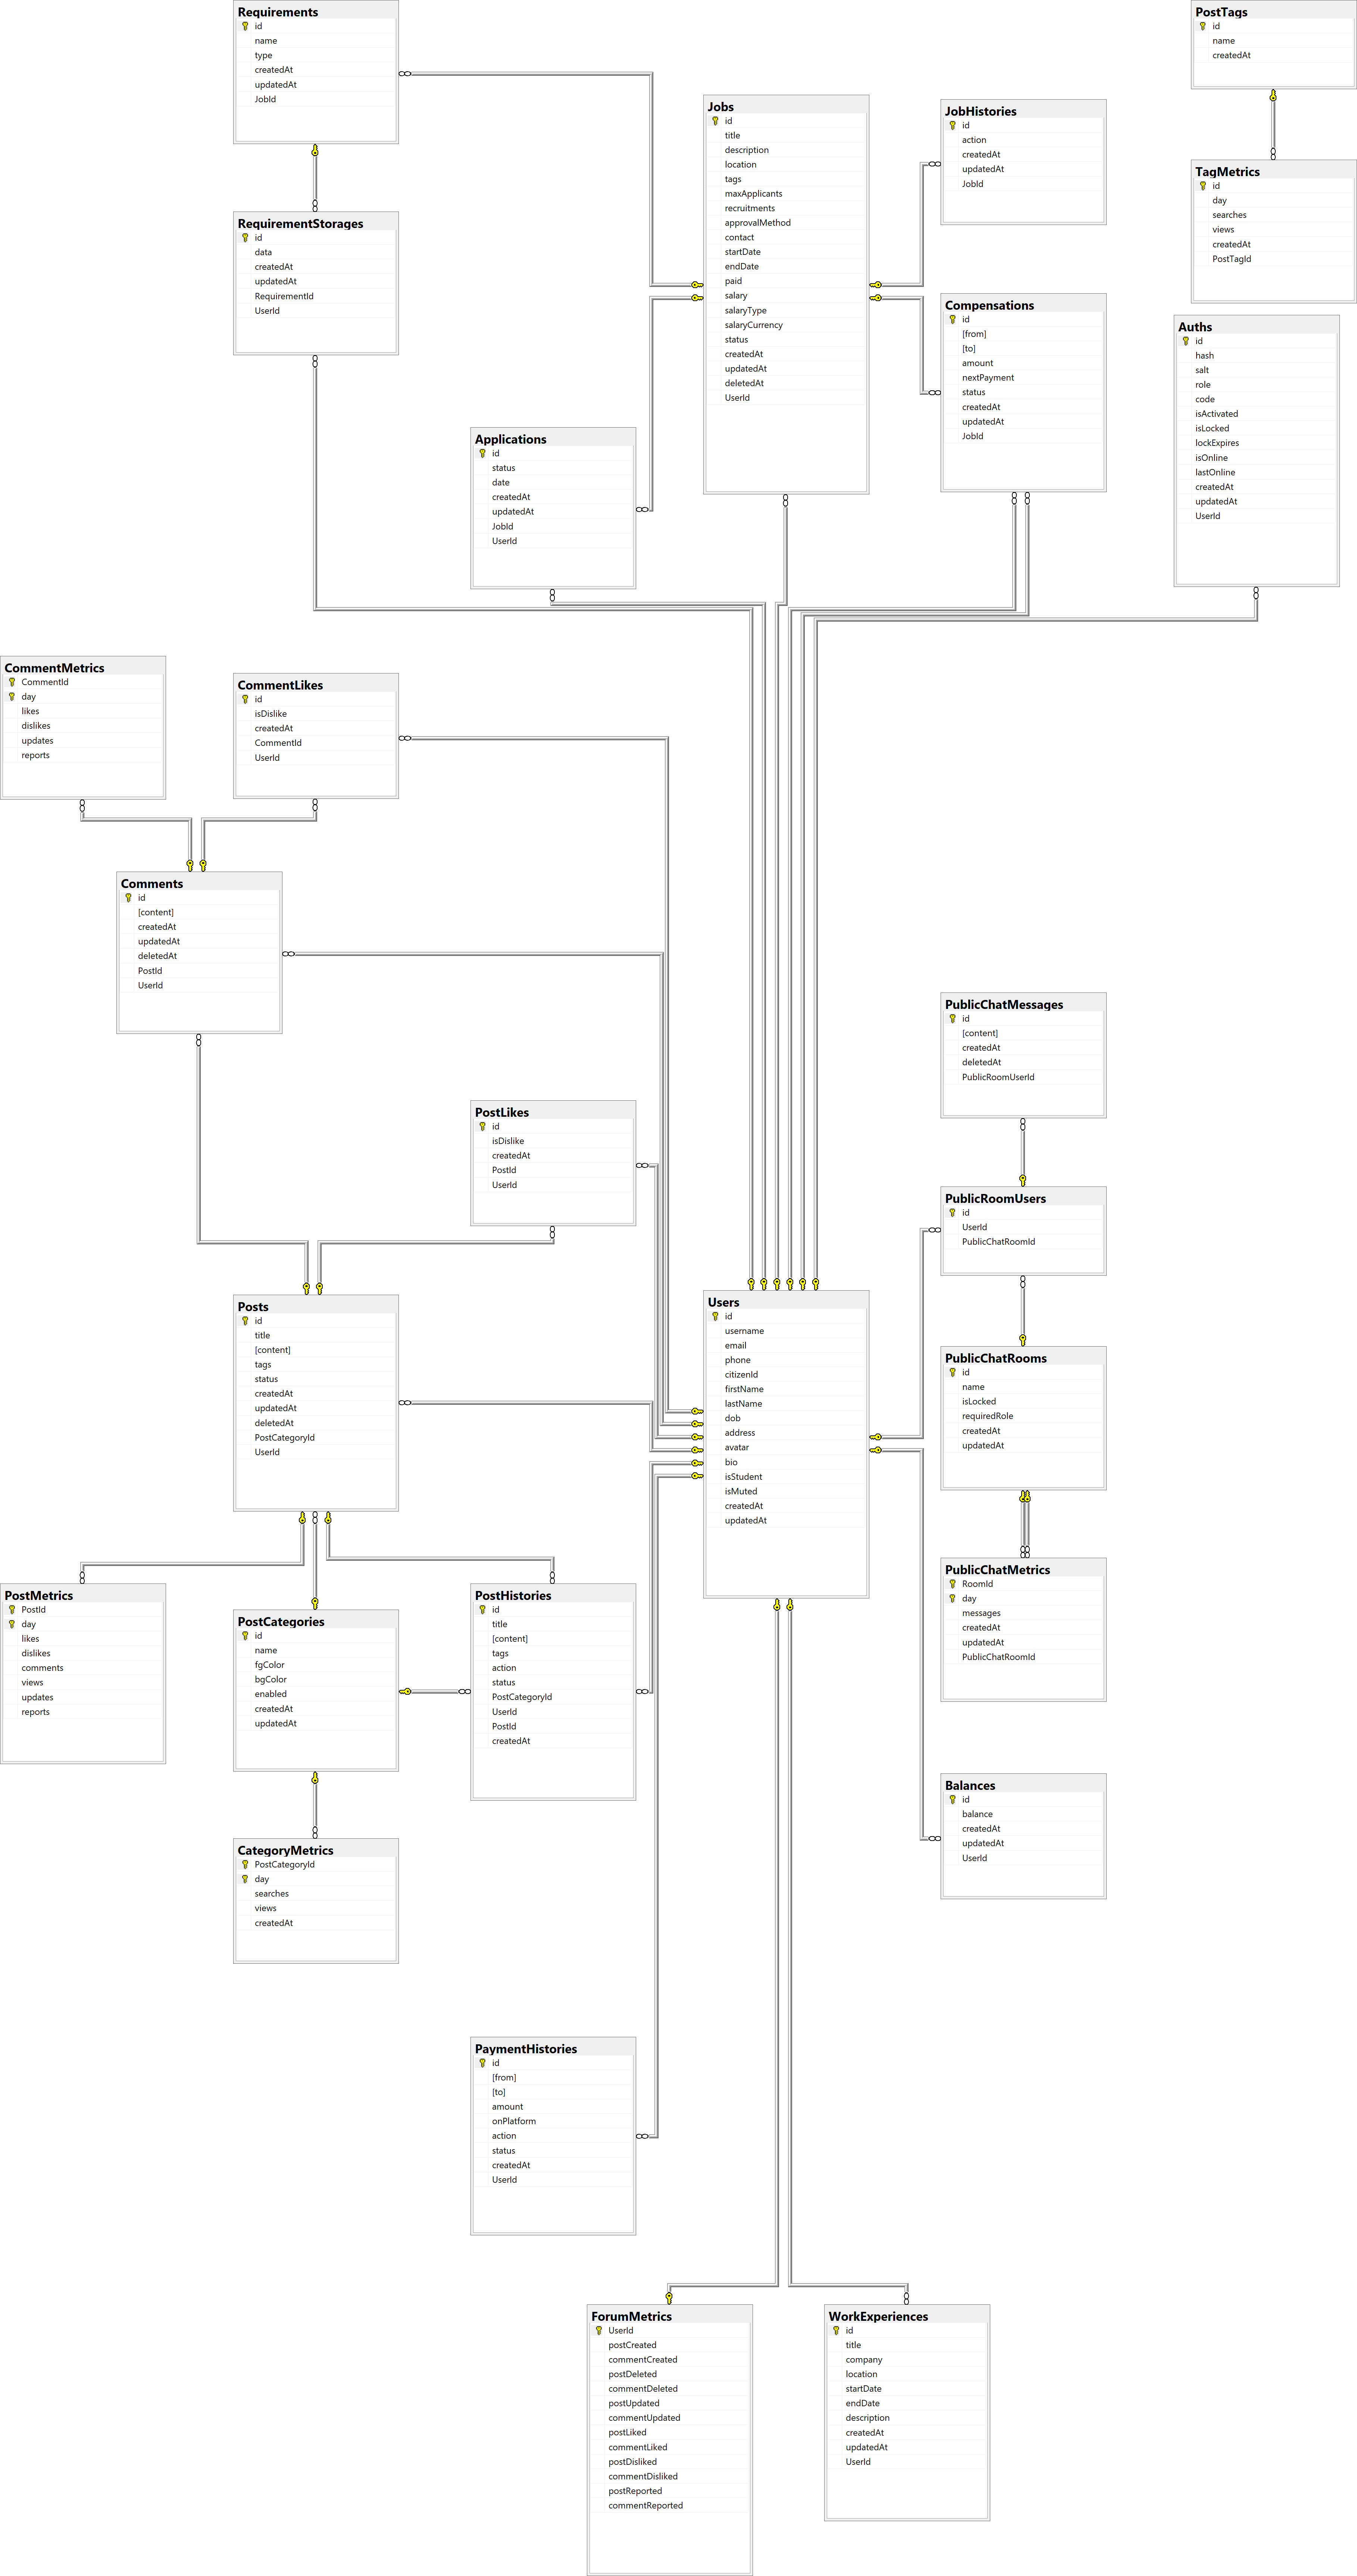 Requirements
id
name
type
createdAt
updatedAt
JobId
PostTags
id
name
createdAt
Jobs
id
title
description
location
tags
maxApplicants
recruitments
approvalMethod
contact
startDate
endDate
paid
salary
salaryType
salaryCurrency
status
createdAt
updatedAt
deletedAt
UserId
JobHistories
id
action
createdAt
updatedAt
JobId
TagMetrics
id
day
searches
views
createdAt
PostTagId
RequirementStorages
id
data
createdAt
updatedAt
RequirementId
UserId
Compensations
id
[from]
[to]
amount
nextPayment
status
createdAt
updatedAt
JobId
Auths
id
hash
salt
role
code
isActivated
isLocked
lockExpires
isOnline
lastOnline
createdAt
updatedAt
UserId
Applications
id
status
date
createdAt
updatedAt
JobId
UserId
CommentMetrics
CommentId
day
likes
dislikes
updates
reports
CommentLikes
id
isDislike
createdAt
CommentId
UserId
Comments
id
[content]
createdAt
updatedAt
deletedAt
PostId
UserId
PublicChatMessages
id
[content]
createdAt
deletedAt
PublicRoomUserId
PostLikes
id
isDislike
createdAt
PostId
UserId
PublicRoomUsers
id
UserId
PublicChatRoomId
Posts
id
title
[content]
tags
status
createdAt
updatedAt
deletedAt
PostCategoryId
UserId
Users
id
username
email
phone
citizenId
firstName
lastName
dob
address
avatar
bio
isStudent
isMuted
createdAt
updatedAt
PublicChatRooms
id
name
isLocked
requiredRole
createdAt
updatedAt
PublicChatMetrics
RoomId
day
messages
createdAt
updatedAt
PublicChatRoomId
PostMetrics
PostId
day
likes
dislikes
comments
views
updates
reports
PostCategories
id
name
fgColor
bgColor
enabled
createdAt
updatedAt
PostHistories
id
title
[content]
tags
action
status
PostCategoryId
UserId
PostId
createdAt
Balances
id
balance
createdAt
updatedAt
UserId
CategoryMetrics
PostCategoryId
day
searches
views
createdAt
PaymentHistories
id
[from]
[to]
amount
onPlatform
action
status
createdAt
UserId
ForumMetrics
UserId
postCreated
commentCreated
postDeleted
commentDeleted
postUpdated
commentUpdated
postLiked
commentLiked
postDisliked
commentDisliked
postReported
commentReported
WorkExperiences
id
title
company
location
startDate
endDate
description
createdAt
updatedAt
UserId